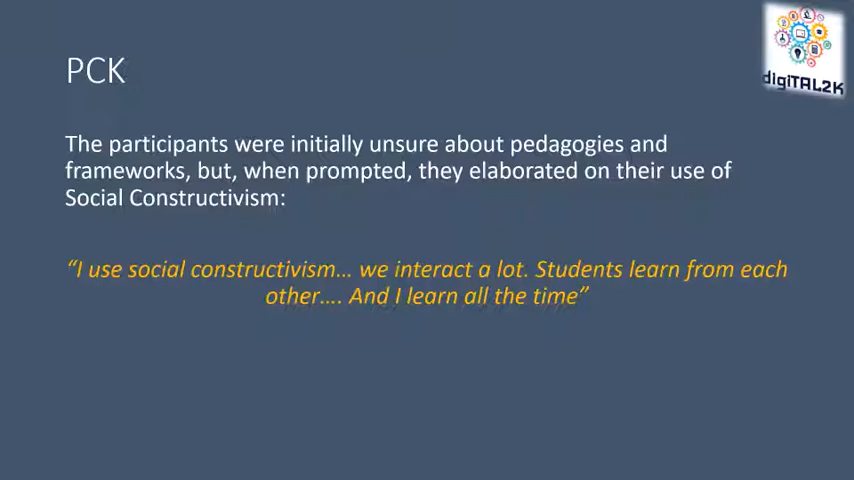 digiTAL2K
PCK
The participants were initially unsure about pedagogies and
frameworks, but, when prompted, they elaborated on their use of
Social Constructivism:
“I use social constructivism… we interact a lot. Students learn from each
other…. And I learn all the time”